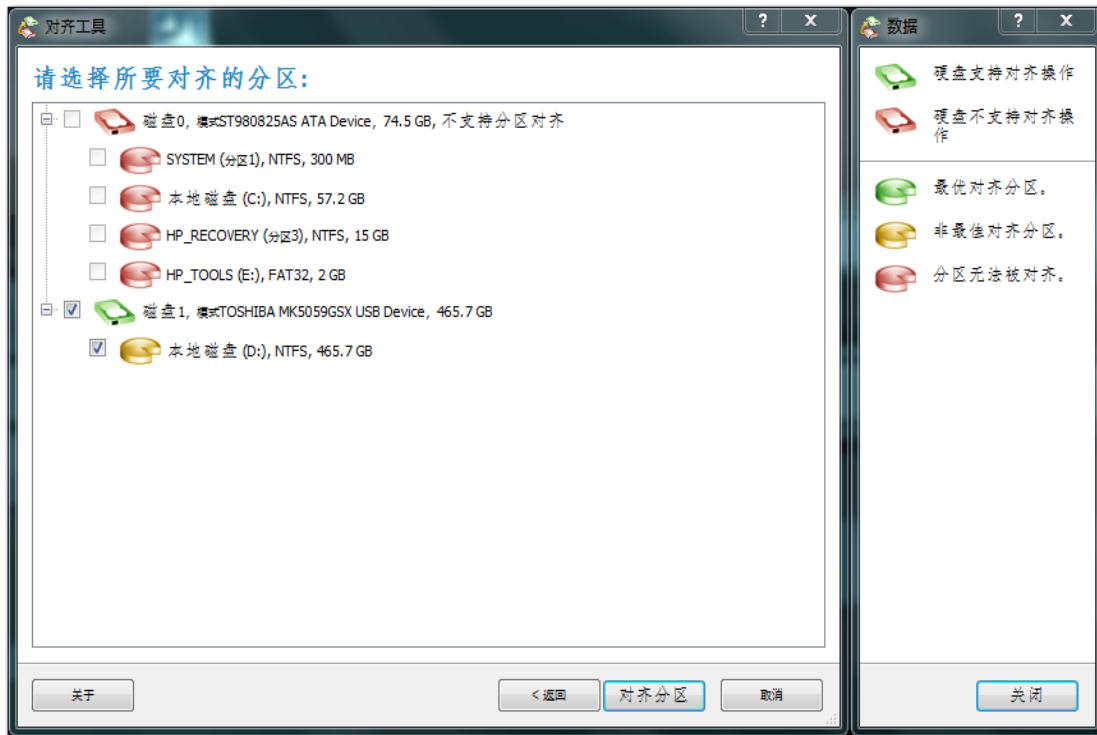 对齐工具
请选择所要对齐的分区:
磁盘0, 模式ST980825AS ATA Device, 74.5 GB, 不支持分区对齐
SYSTEM (分区1), NTFS, 300 MB
本地磁盘 (C:), NTFS, 57.2 GB
HP_RECOVERY (分区3), NTFS, 15 GB
HP_TOOLS (E:), FAT32, 2 GB
磁盘1, 模式TOSHIBA MK5059GSX USB Device, 465.7 GB
本地磁盘 (D:), NTFS, 465.7 GB
关于
< 返回
对齐分区
取消
数据
硬盘支持对齐操作
硬盘不支持对齐操
作
最优对齐分区。
非最佳对齐分区。
分区无法被对齐。
关闭